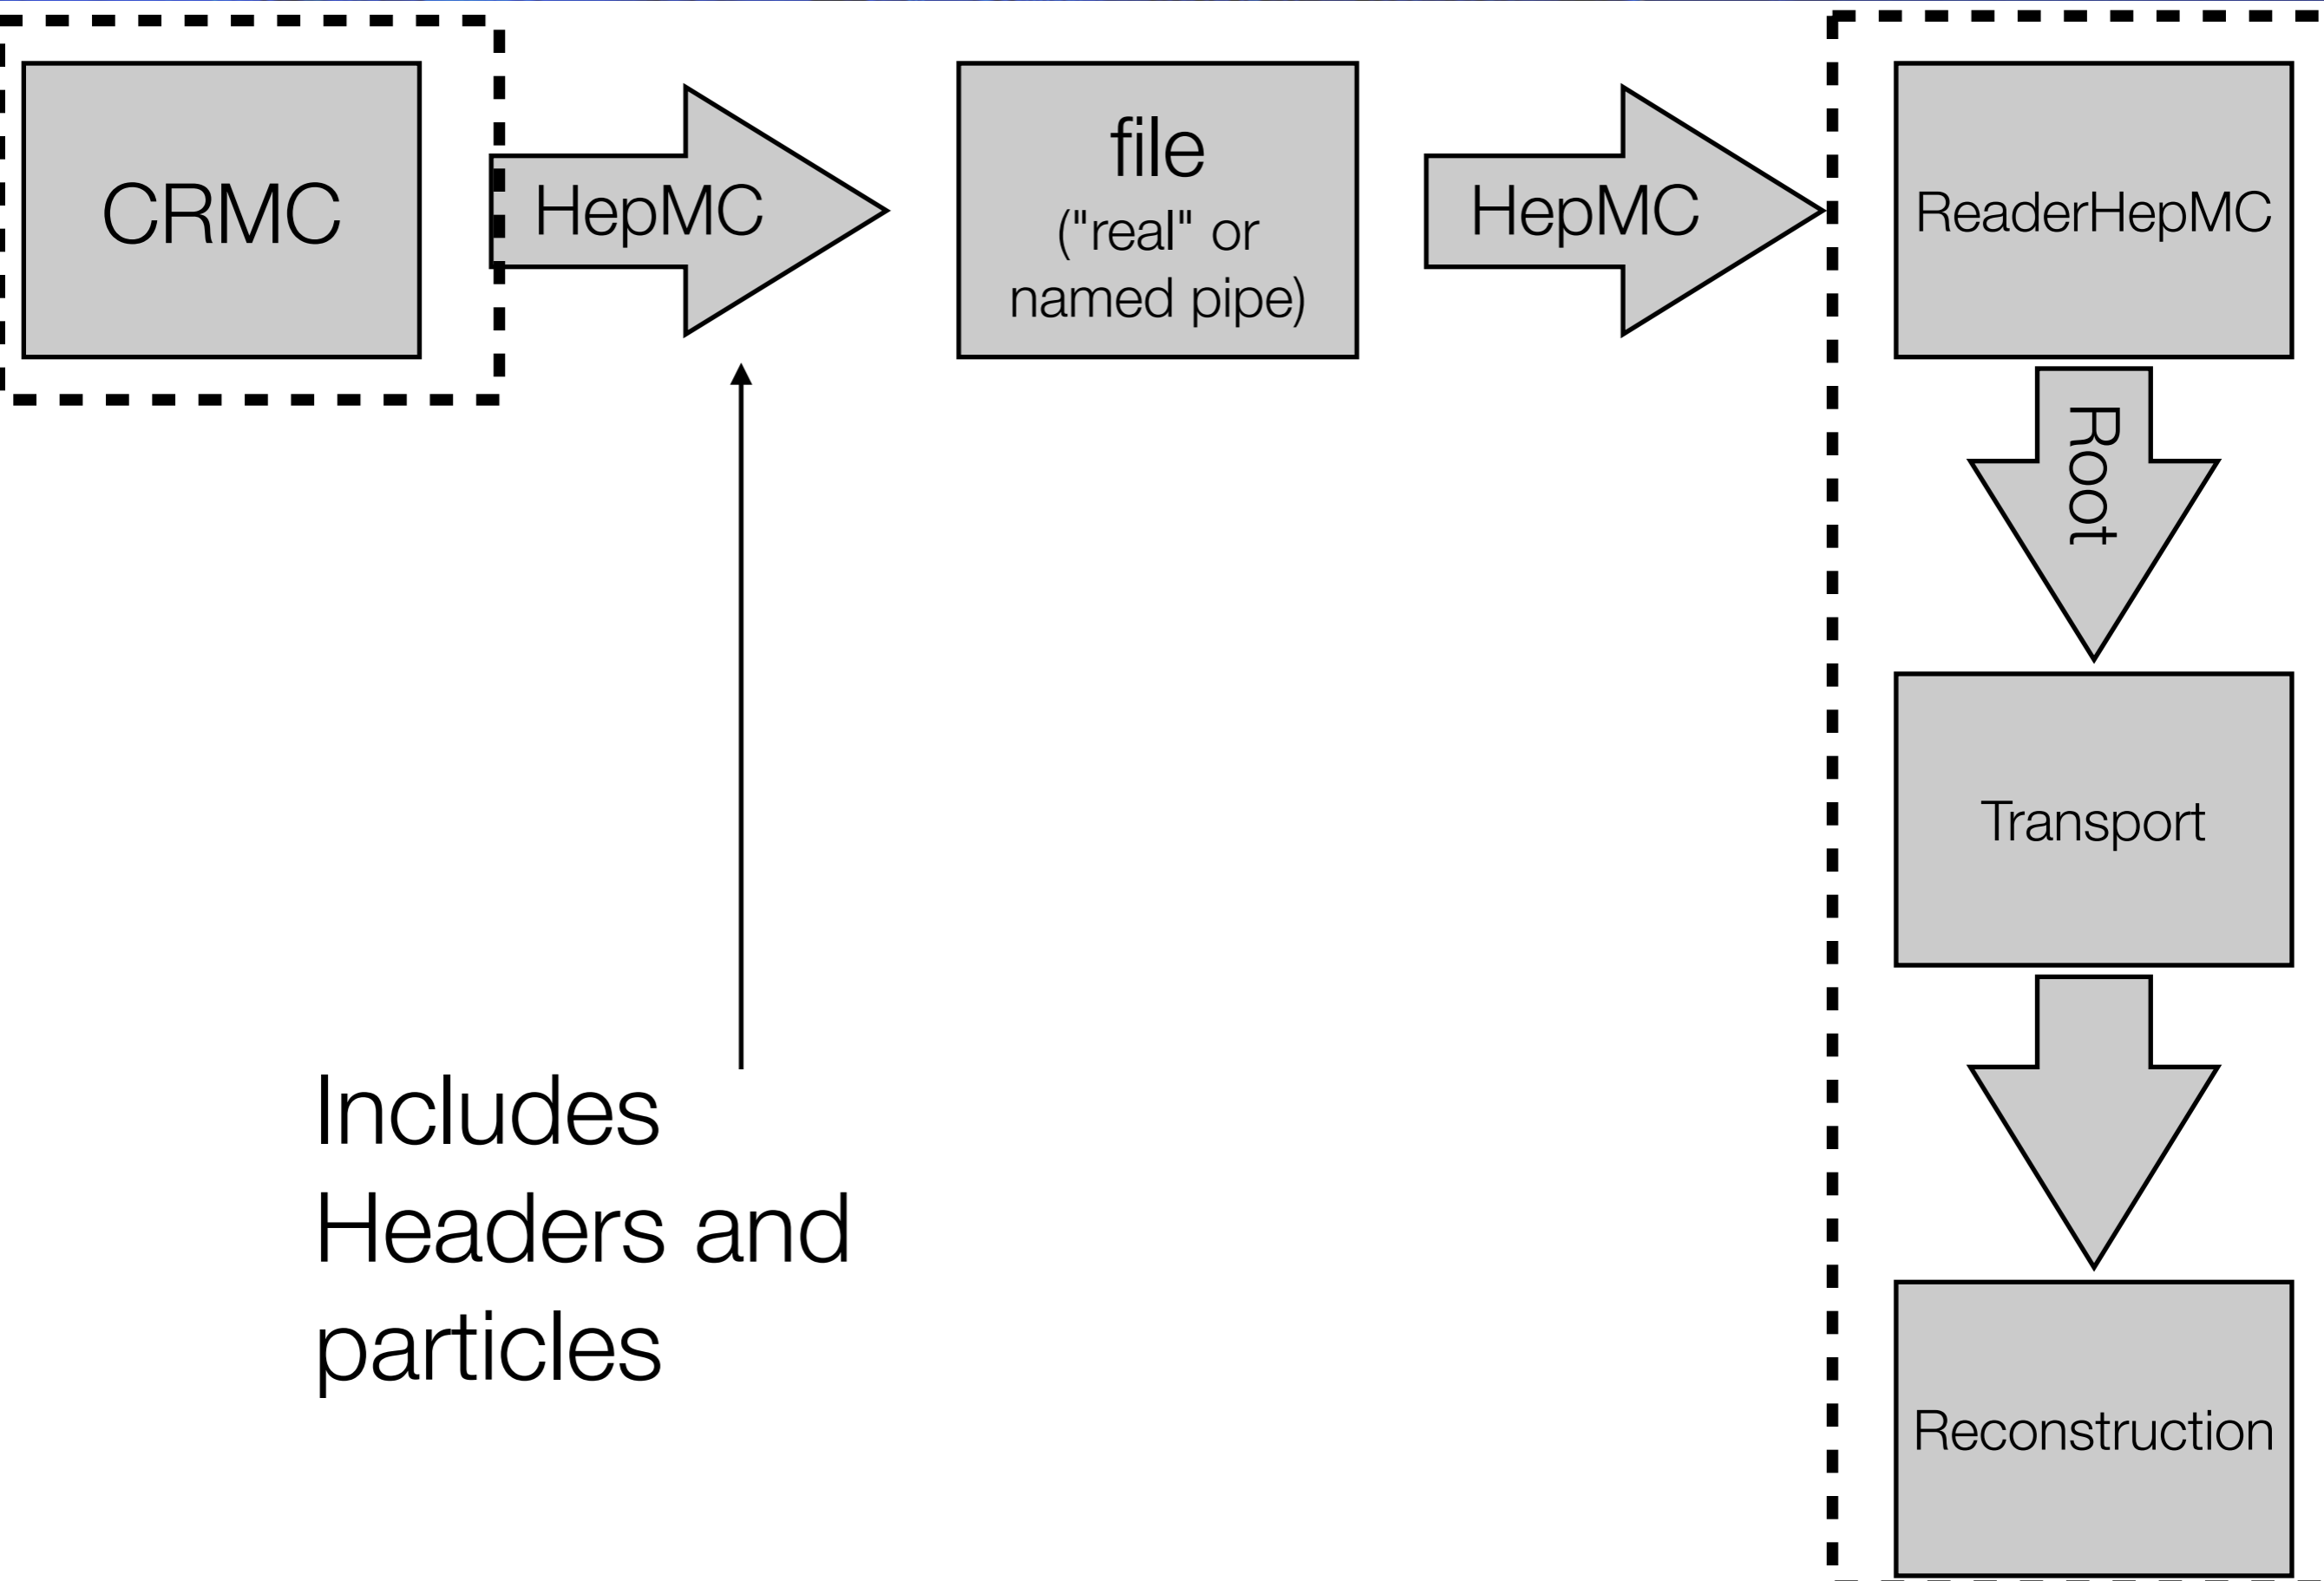 CRMC
HepMC
file
("real" or
named pipe)
HepMC
ReaderHepMC
Root
Transport
Includes
Headers and
particles
Reconstruction